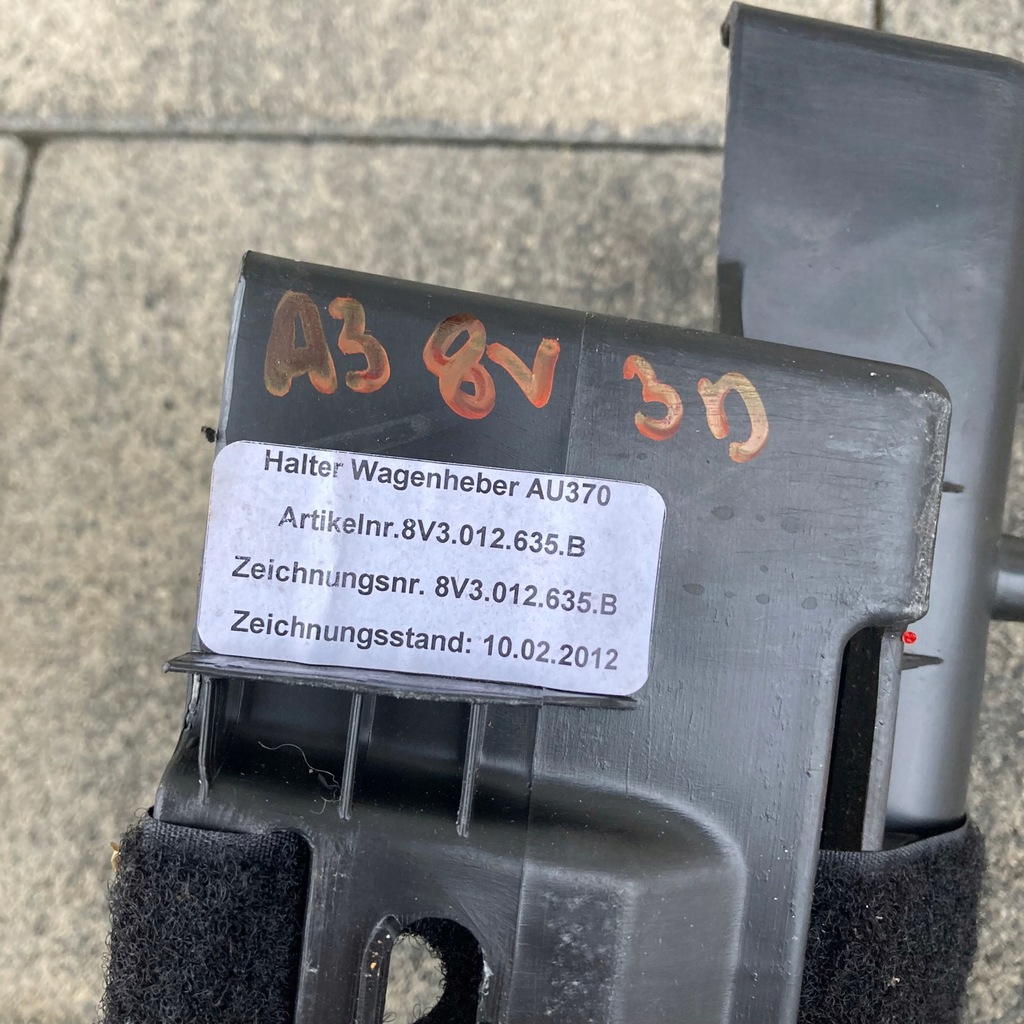 A3 8V 3D
Halter Wagenheber AU370
Artikelnr.8V3.012.635.B
Zeichnungsnr. 8V3.012.635.B
Zeichnungsstand: 10.02.2012